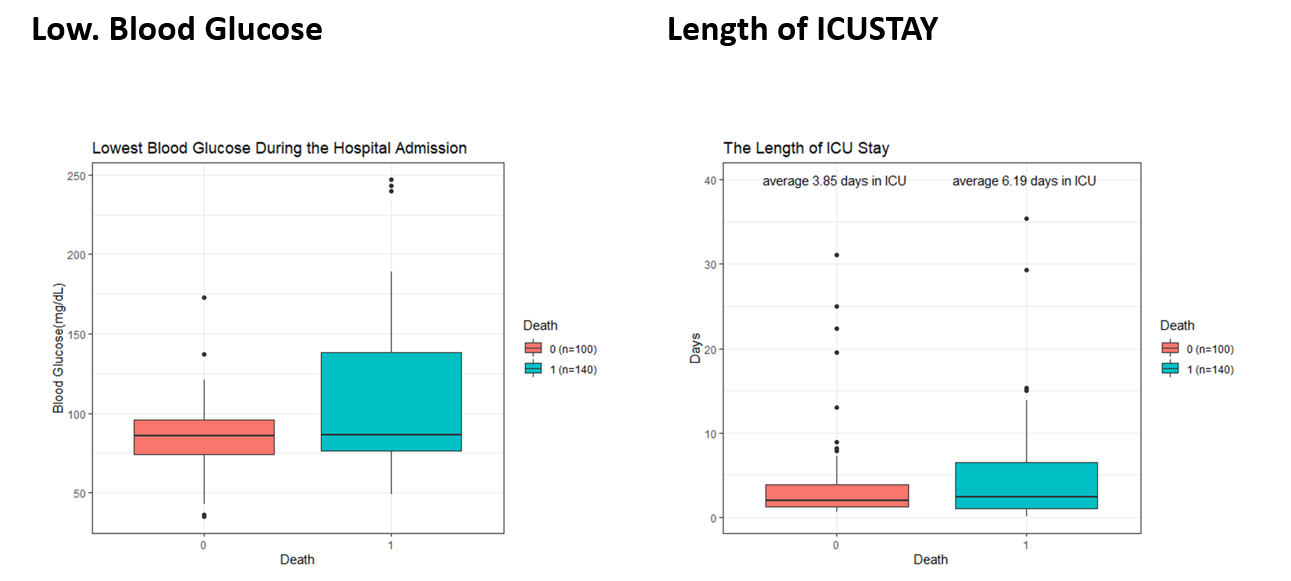 Low. Blood Glucose
Length of ICUSTAY
Lowest Blood Glucose During the Hospital Admission
250
200
150
100
50
Blood Glucose(mg/dL)
0
1
Death
Death
0 (n=100)
1 (n=140)
The Length of ICU Stay
average 3.85 days in ICU
average 6.19 days in ICU
40
30
20
10
0
Days
0
1
Death
Death
0 (n=100)
1 (n=140)